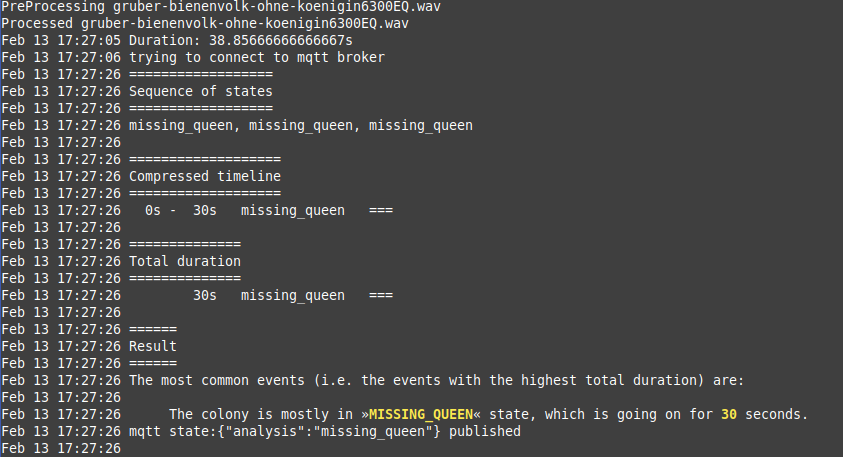 PreProcessing gruber-bienenvolk-ohne-koenigin6300EQ.wav
Processed gruber-bienenvolk-ohne-koenigin6300EQ.wav
Feb 13 17:27:05 Duration: 38.85666666666667s
Feb 13 17:27:06 trying to connect to mqtt broker
Feb 13 17:27:26 ==================
Feb 13 17:27:26 Sequence of states
Feb 13 17:27:26 ==================
Feb 13 17:27:26 missing_queen, missing_queen, missing_queen
Feb 13 17:27:26
Feb 13 17:27:26 ===================
Feb 13 17:27:26 Compressed timeline
Feb 13 17:27:26 ===================
Feb 13 17:27:26   0s -  30s   missing_queen   ===
Feb 13 17:27:26
Feb 13 17:27:26 ==============
Feb 13 17:27:26 Total duration
Feb 13 17:27:26 ==============
Feb 13 17:27:26         30s   missing_queen   ===
Feb 13 17:27:26
Feb 13 17:27:26 ======
Feb 13 17:27:26 Result
Feb 13 17:27:26 ======
Feb 13 17:27:26 The most common events (i.e. the events with the highest total duration) are:
Feb 13 17:27:26
Feb 13 17:27:26      The colony is mostly in »MISSING_QUEEN« state, which is going on for 30 seconds.
Feb 13 17:27:26 mqtt state:{"analysis":"missing_queen"} published
Feb 13 17:27:26